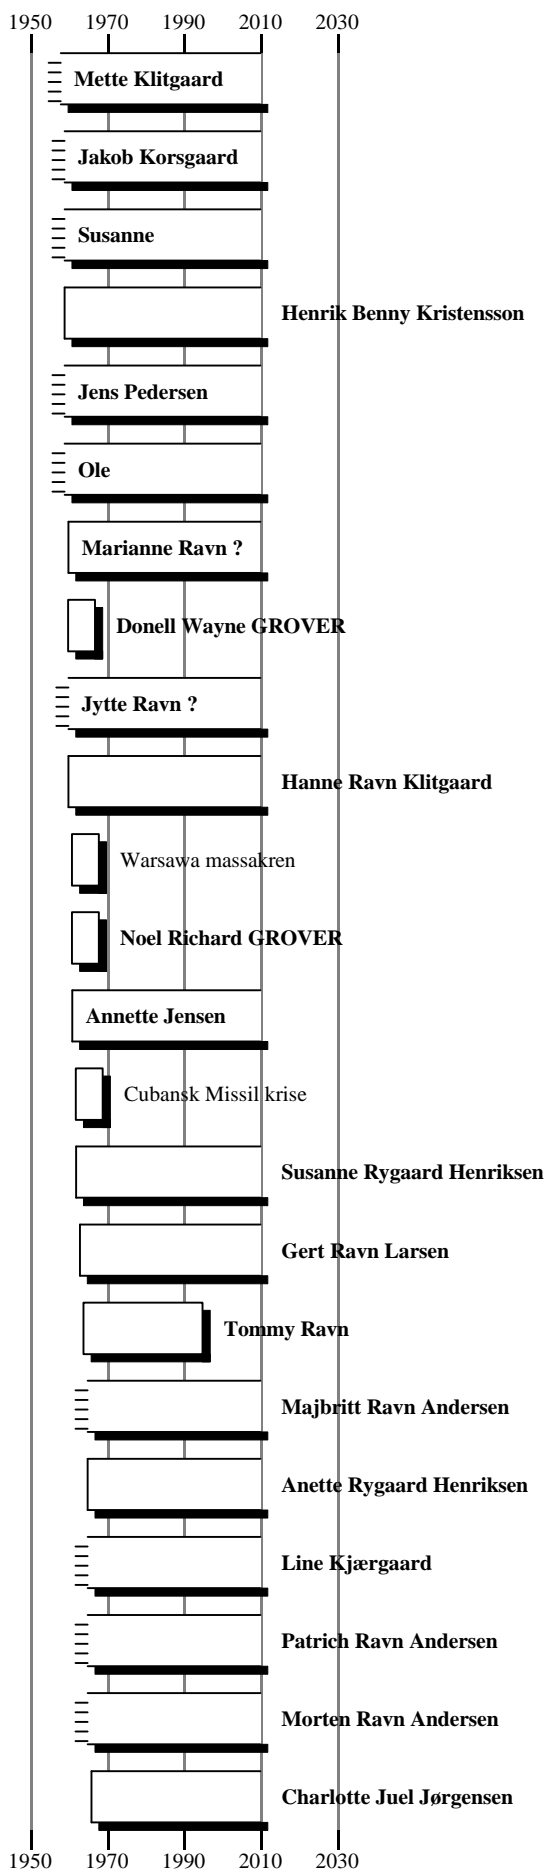 1950 1970 1990 2010 2030
Mette Klitgaard
Jakob Korsgaard
Susanne
Henrik Benny Kristensson
Jens Pedersen
Ole
Marianne Ravn ?
Donell Wayne GROVER
Jytte Ravn ?
Hanne Ravn Klitgaard
Warsawa massakren
Noel Richard GROVER
Annette Jensen
Cubansk Missil krise
Susanne Rygaard Henriksen
Gert Ravn Larsen
Tommy Ravn
Majbritt Ravn Andersen
Anette Rygaard Henriksen
Line Kjærgaard
Patrich Ravn Andersen
Morten Ravn Andersen
Charlotte Juel Jørgensen
1950 1970 1990 2010 2030